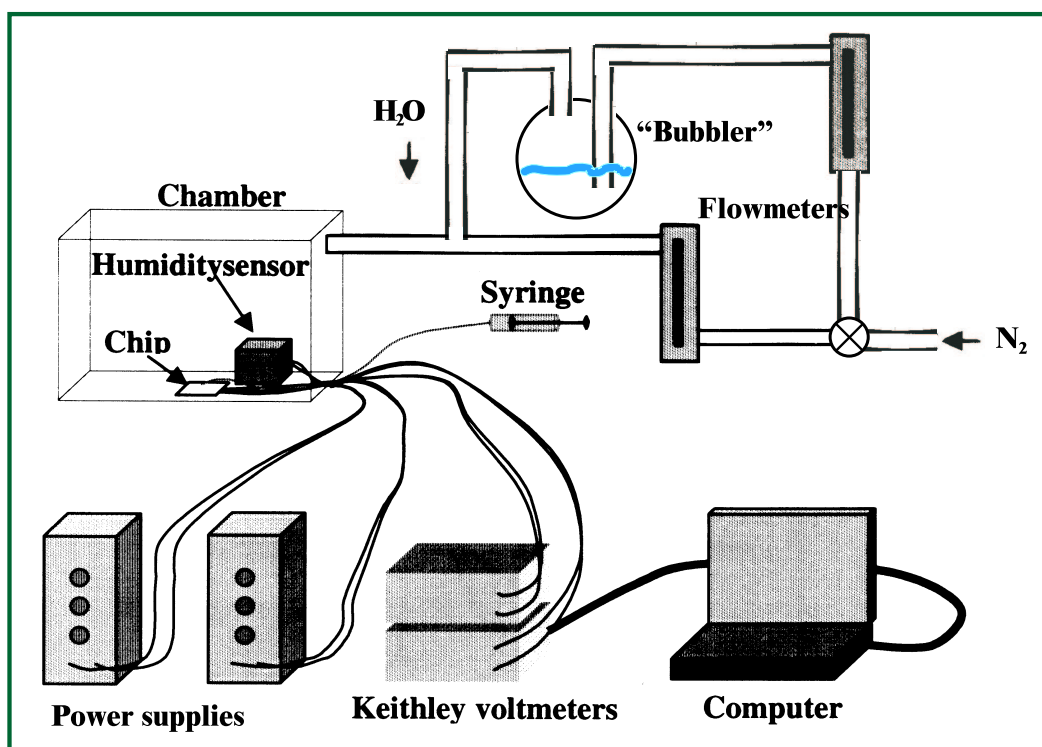 H₂O
“Bubbler”
Chamber
Flowmeters
Humiditysensor
Syringe
N₂
Chip
Power supplies
Keithley voltmeters
Computer